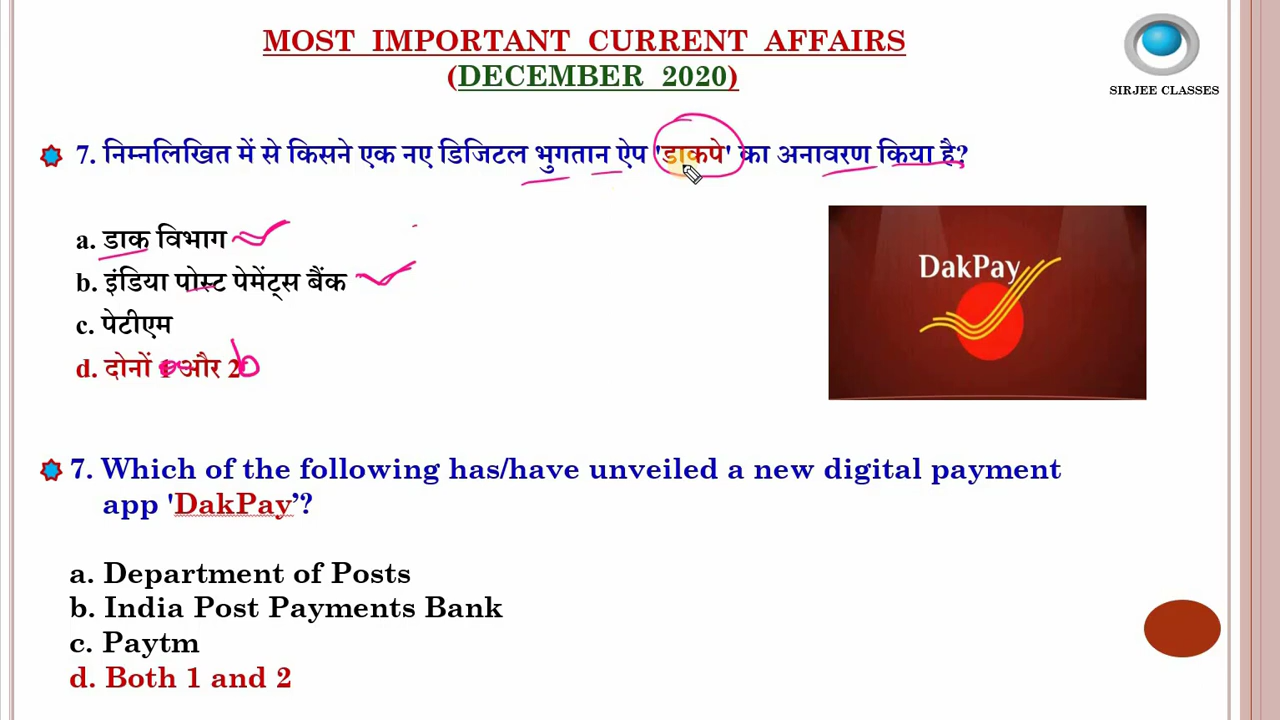 MOST IMPORTANT CURRENT AFFAIRS
(DECEMBER 2020)
SIRJEE CLASSES
7. निम्नलिखित में से किसने एक नए डिजिटल भुगतान ऐप 'डाकपे' का अनावरण किया है?
a. डाक विभाग
b. इंडिया पोस्ट पेमेंट्स बैंक
c. पेटीएम
d. दोनों और 2 b
DakPay
7. Which of the following has/have unveiled a new digital payment
app 'DakPay’?
a. Department of Posts
b. India Post Payments Bank
c. Paytm
d. Both 1 and 2